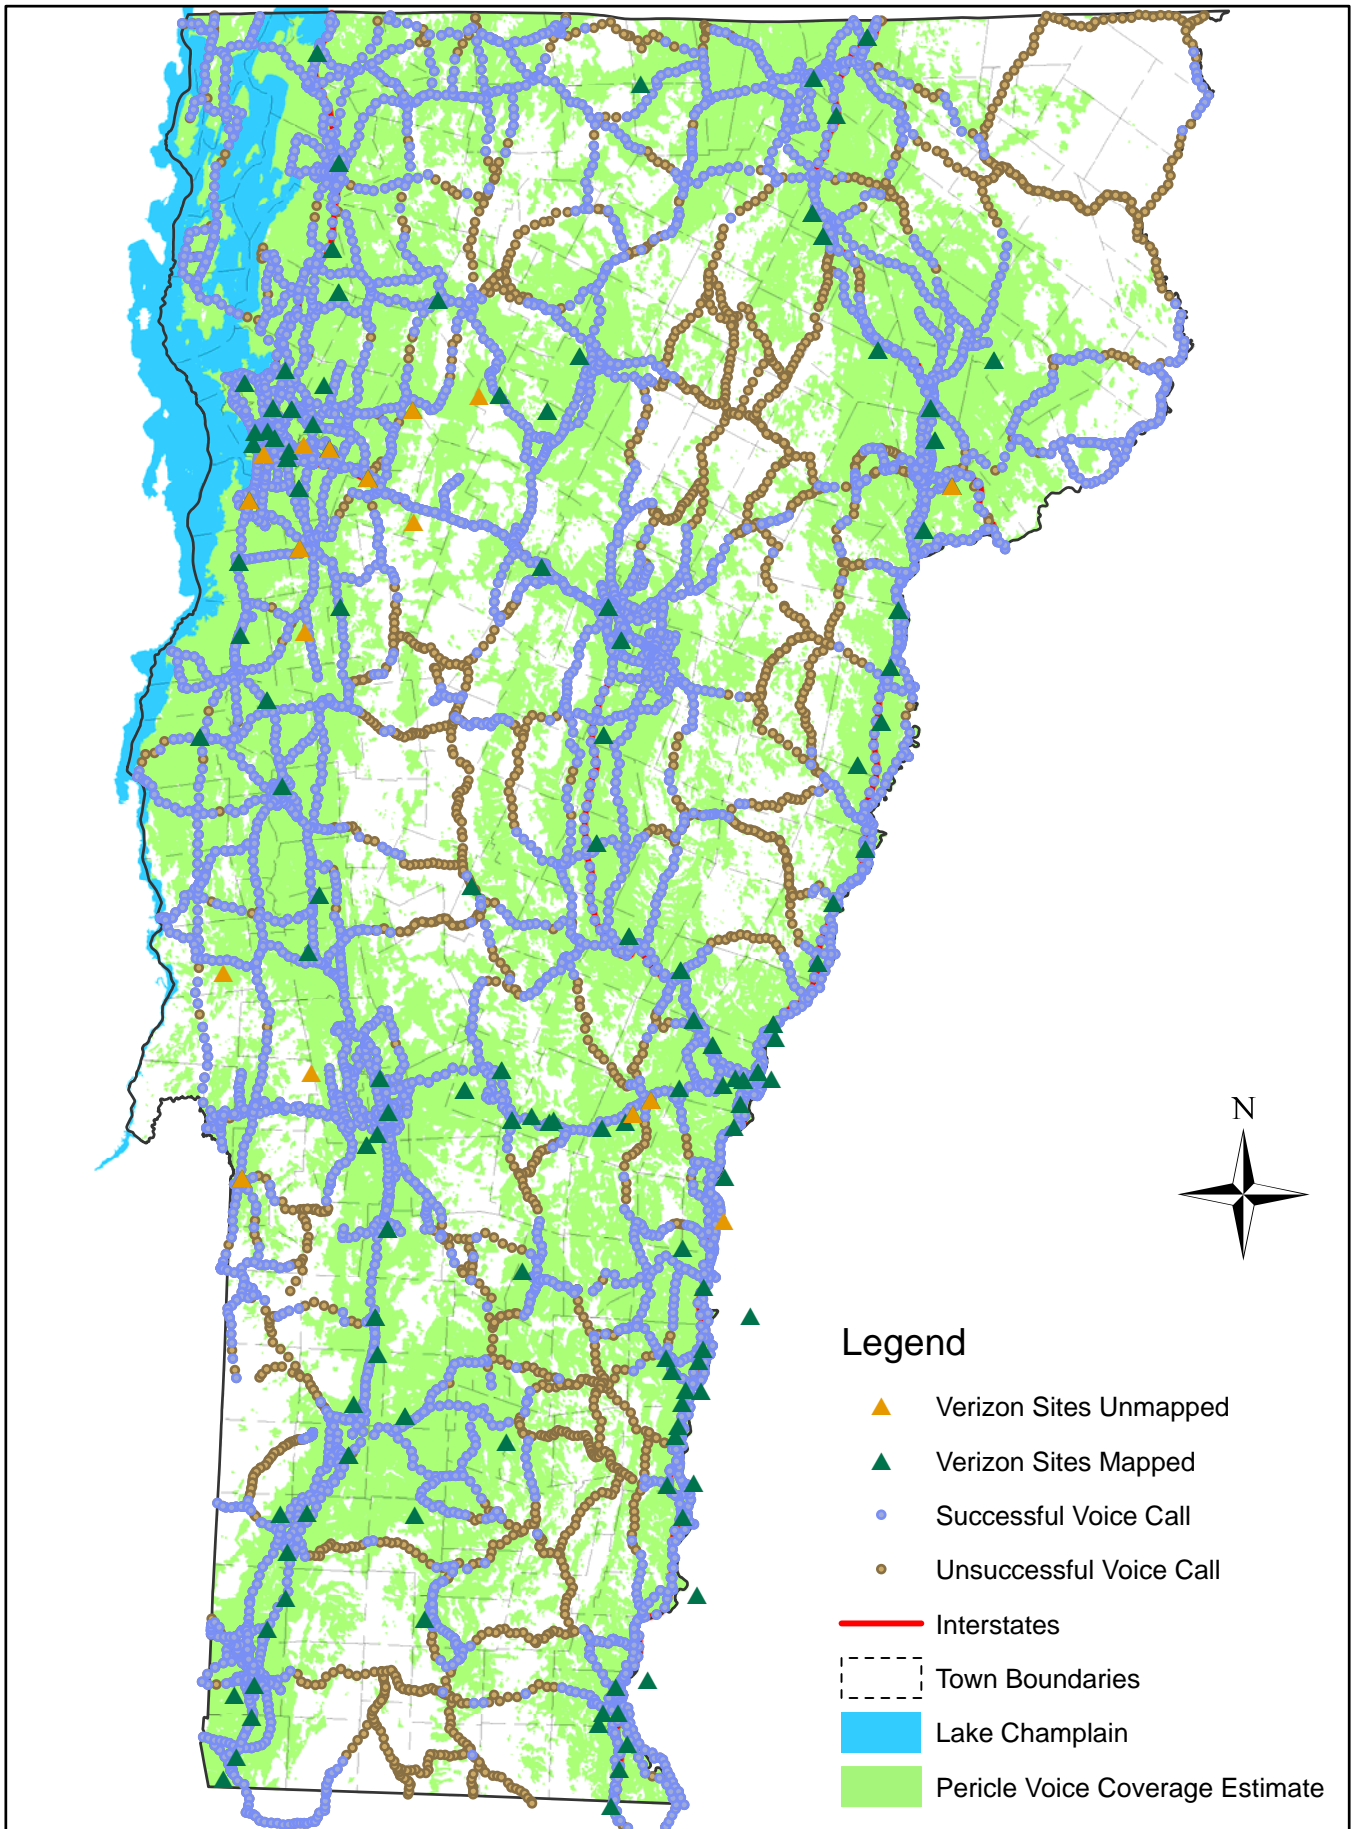 N
Legend
Verizon Sites Unmapped
Verizon Sites Mapped
Successful Voice Call
Unsuccessful Voice Call
Interstates
Town Boundaries
Lake Champlain
Pericle Voice Coverage Estimate